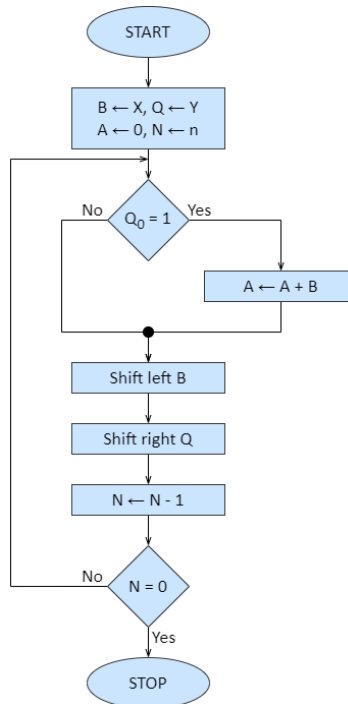 START
B ← X, Q ← Y
A ← 0, N ← n
No
Q₀ = 1
Yes
A ← A + B
Shift left B
Shift right Q
N ← N - 1
No
N = 0
Yes
STOP